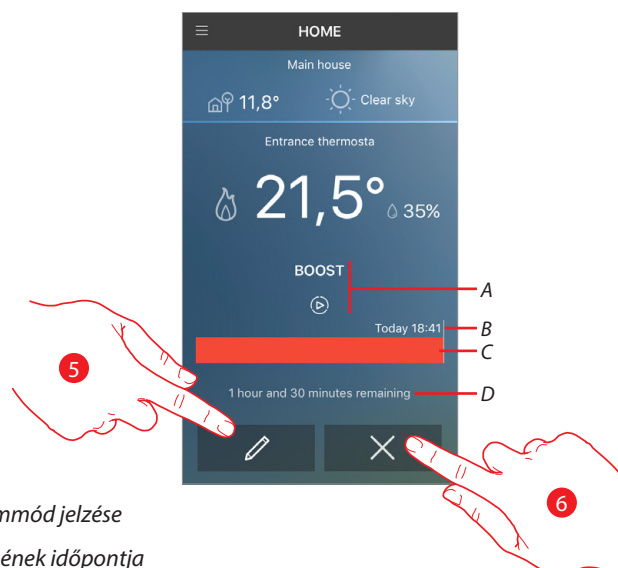 HOME
Main house
11,8° Clear sky
Entrance thermosta
21,5° 35%
BOOST
A
Today 18:41 B
C
5
1 hour and 30 minutes remaining D
6
mmód jelzése
ének időpontja